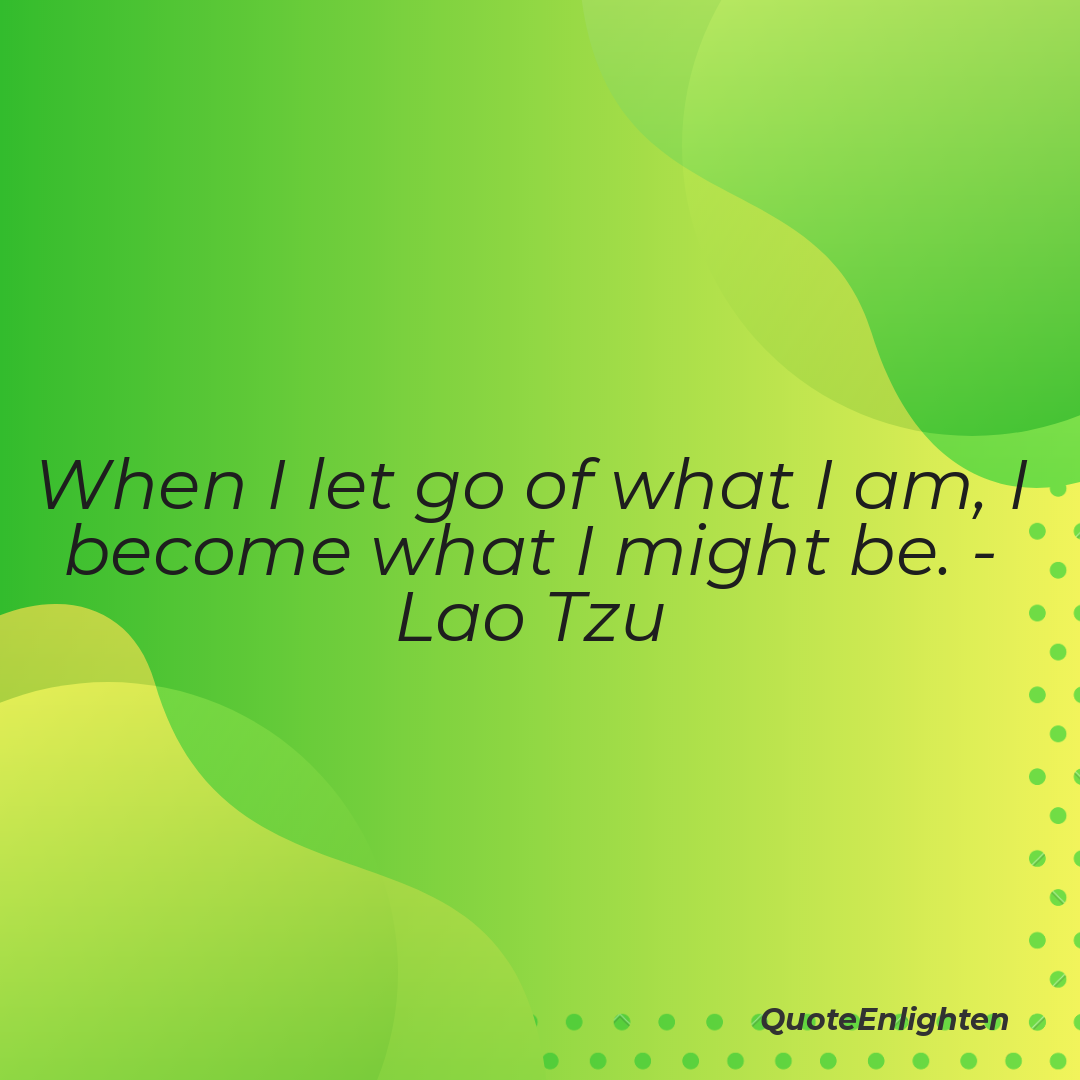 When I let go of what I am, I
become what I might be. -
Lao Tzu
QuoteEnlighten